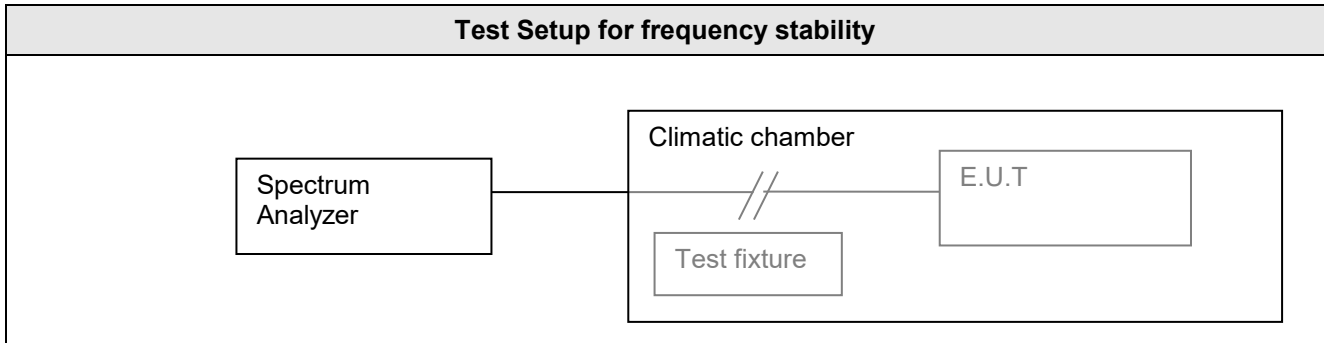 Test Setup for frequency stability
Climatic chamber
Spectrum
Analyzer
E.U.T
Test fixture